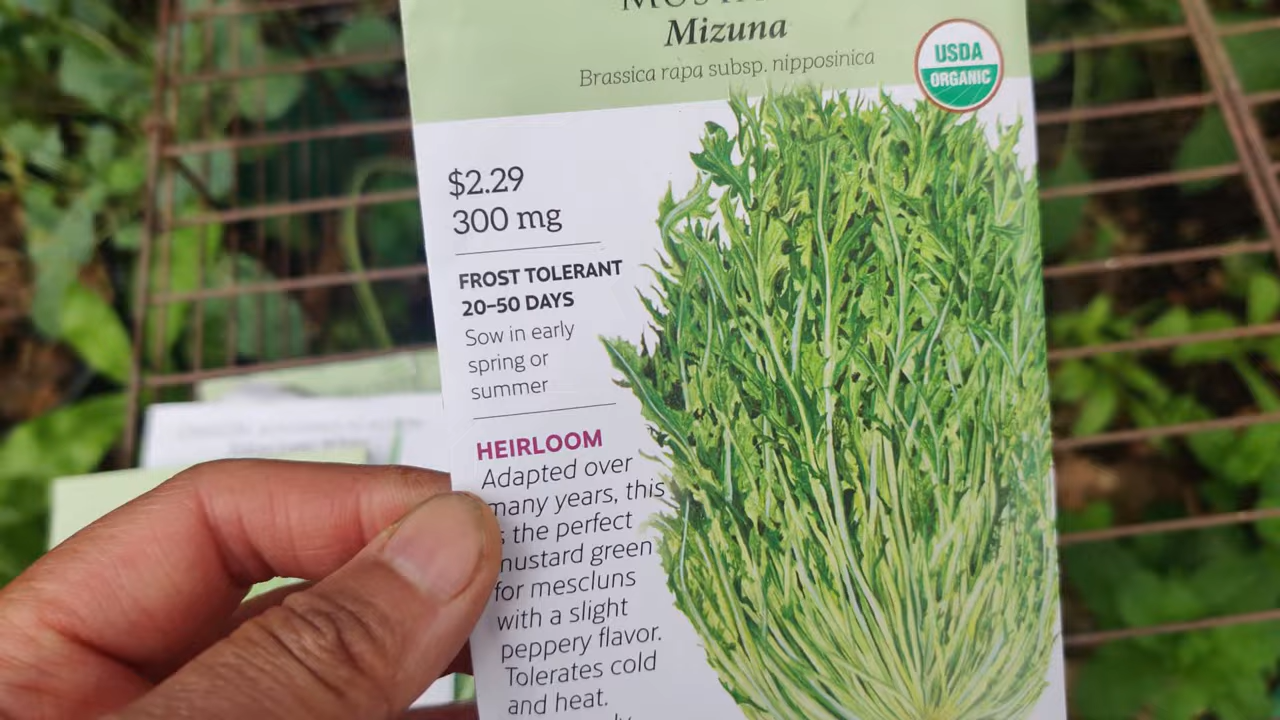 Mizuna
Brassica rapa subsp. nipposinica
USDA
ORGANIC
$2.29
300 mg
FROST TOLERANT
20–50 DAYS
Sow in early
spring or
summer
HEIRLOOM
Adapted over
many years, this
the perfect
mustard green
for mescluns
with a slight
peppery flavor.
Tolerates cold
and heat.